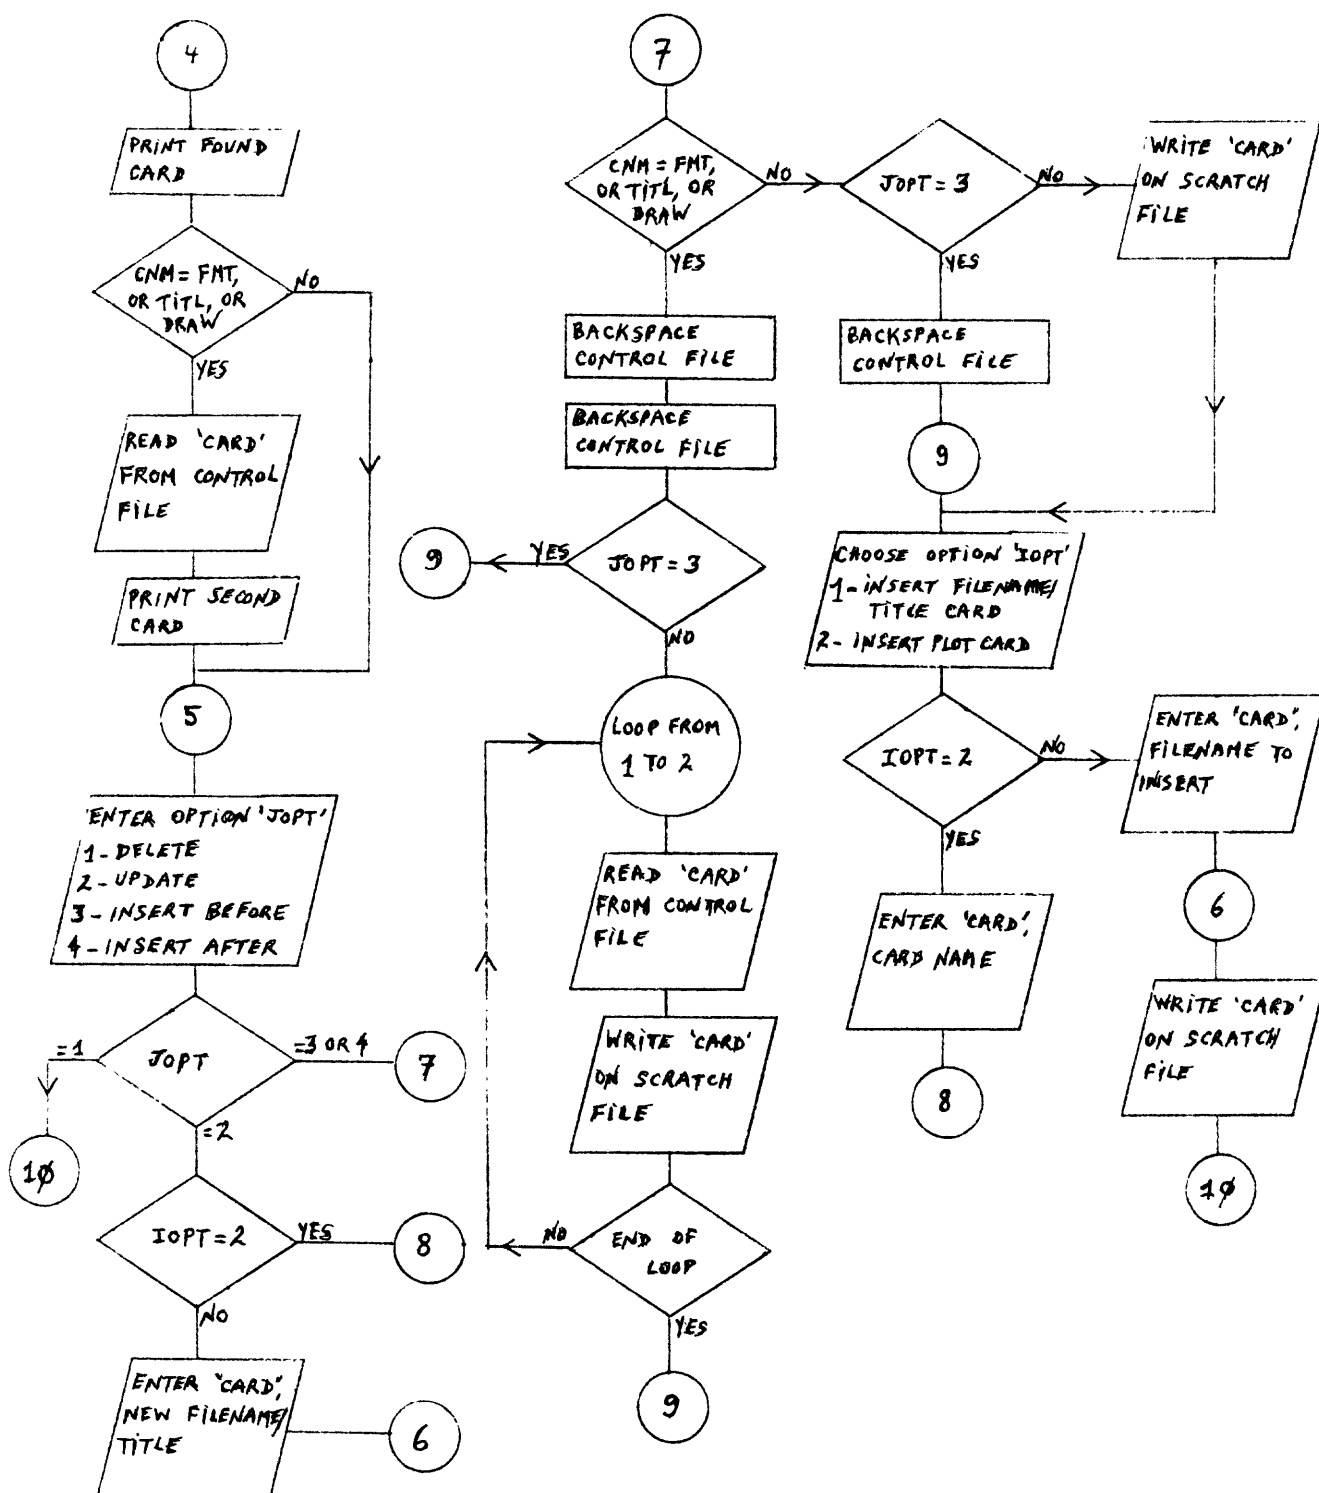 4
PRINT FOUND
CARD
CNM = FMT,
OR TITL, OR
DRAW
NO
YES
READ 'CARD'
FROM CONTROL
FILE
PRINT SECOND
CARD
5
ENTER OPTION 'JOPT'
1 - DELETE
2 - UPDATE
3 - INSERT BEFORE
4 - INSERT AFTER
JOPT
=1
=3 OR 4
7
=2
1Ø
IOPT = 2
YES
8
NO
ENTER 'CARD',
NEW FILENAME/
TITLE
6
7
CNM = FMT,
OR TITL, OR
DRAW
NO
YES
BACKSPACE
CONTROL FILE
BACKSPACE
CONTROL FILE
JOPT = 3
YES
9
NO
LOOP FROM
1 TO 2
READ 'CARD'
FROM CONTROL
FILE
WRITE 'CARD'
ON SCRATCH
FILE
END OF
LOOP
NO
YES
9
JOPT = 3
NO
YES
WRITE 'CARD'
ON SCRATCH
FILE
BACKSPACE
CONTROL FILE
9
CHOOSE OPTION 'IOPT'
1 - INSERT FILENAME/
TITLE CARD
2 - INSERT PLOT CARD
IOPT = 2
NO
YES
ENTER 'CARD',
CARD NAME
8
ENTER 'CARD',
FILENAME TO
INSERT
6
WRITE 'CARD'
ON SCRATCH
FILE
1Ø